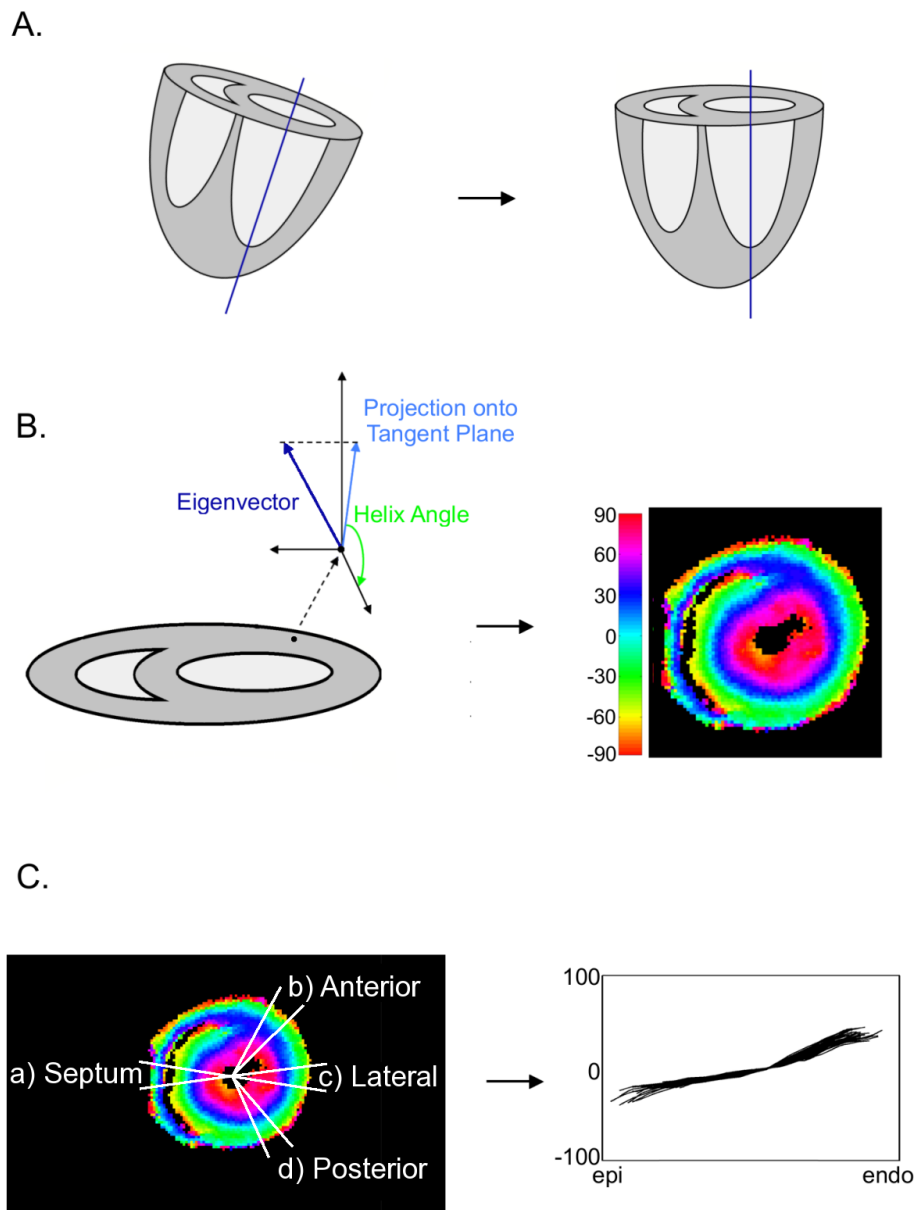 A.
B.
Projection onto
Tangent Plane
Eigenvector
Helix Angle
90
60
30
0
-30
-60
-90
C.
b) Anterior
a) Septum
c) Lateral
d) Posterior
100
0
-100
epi
endo